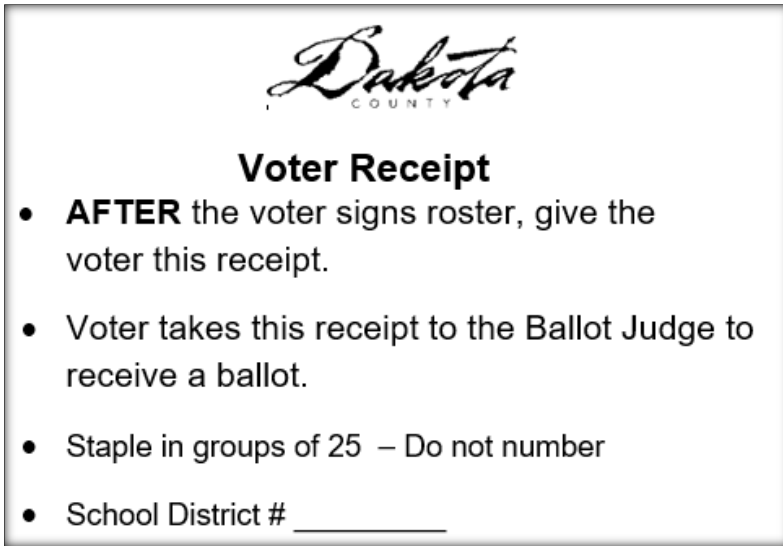 Dakota
COUNTY
Voter Receipt
• AFTER the voter signs roster, give the
voter this receipt.
• Voter takes this receipt to the Ballot Judge to
receive a ballot.
• Staple in groups of 25 – Do not number
• School District # _________